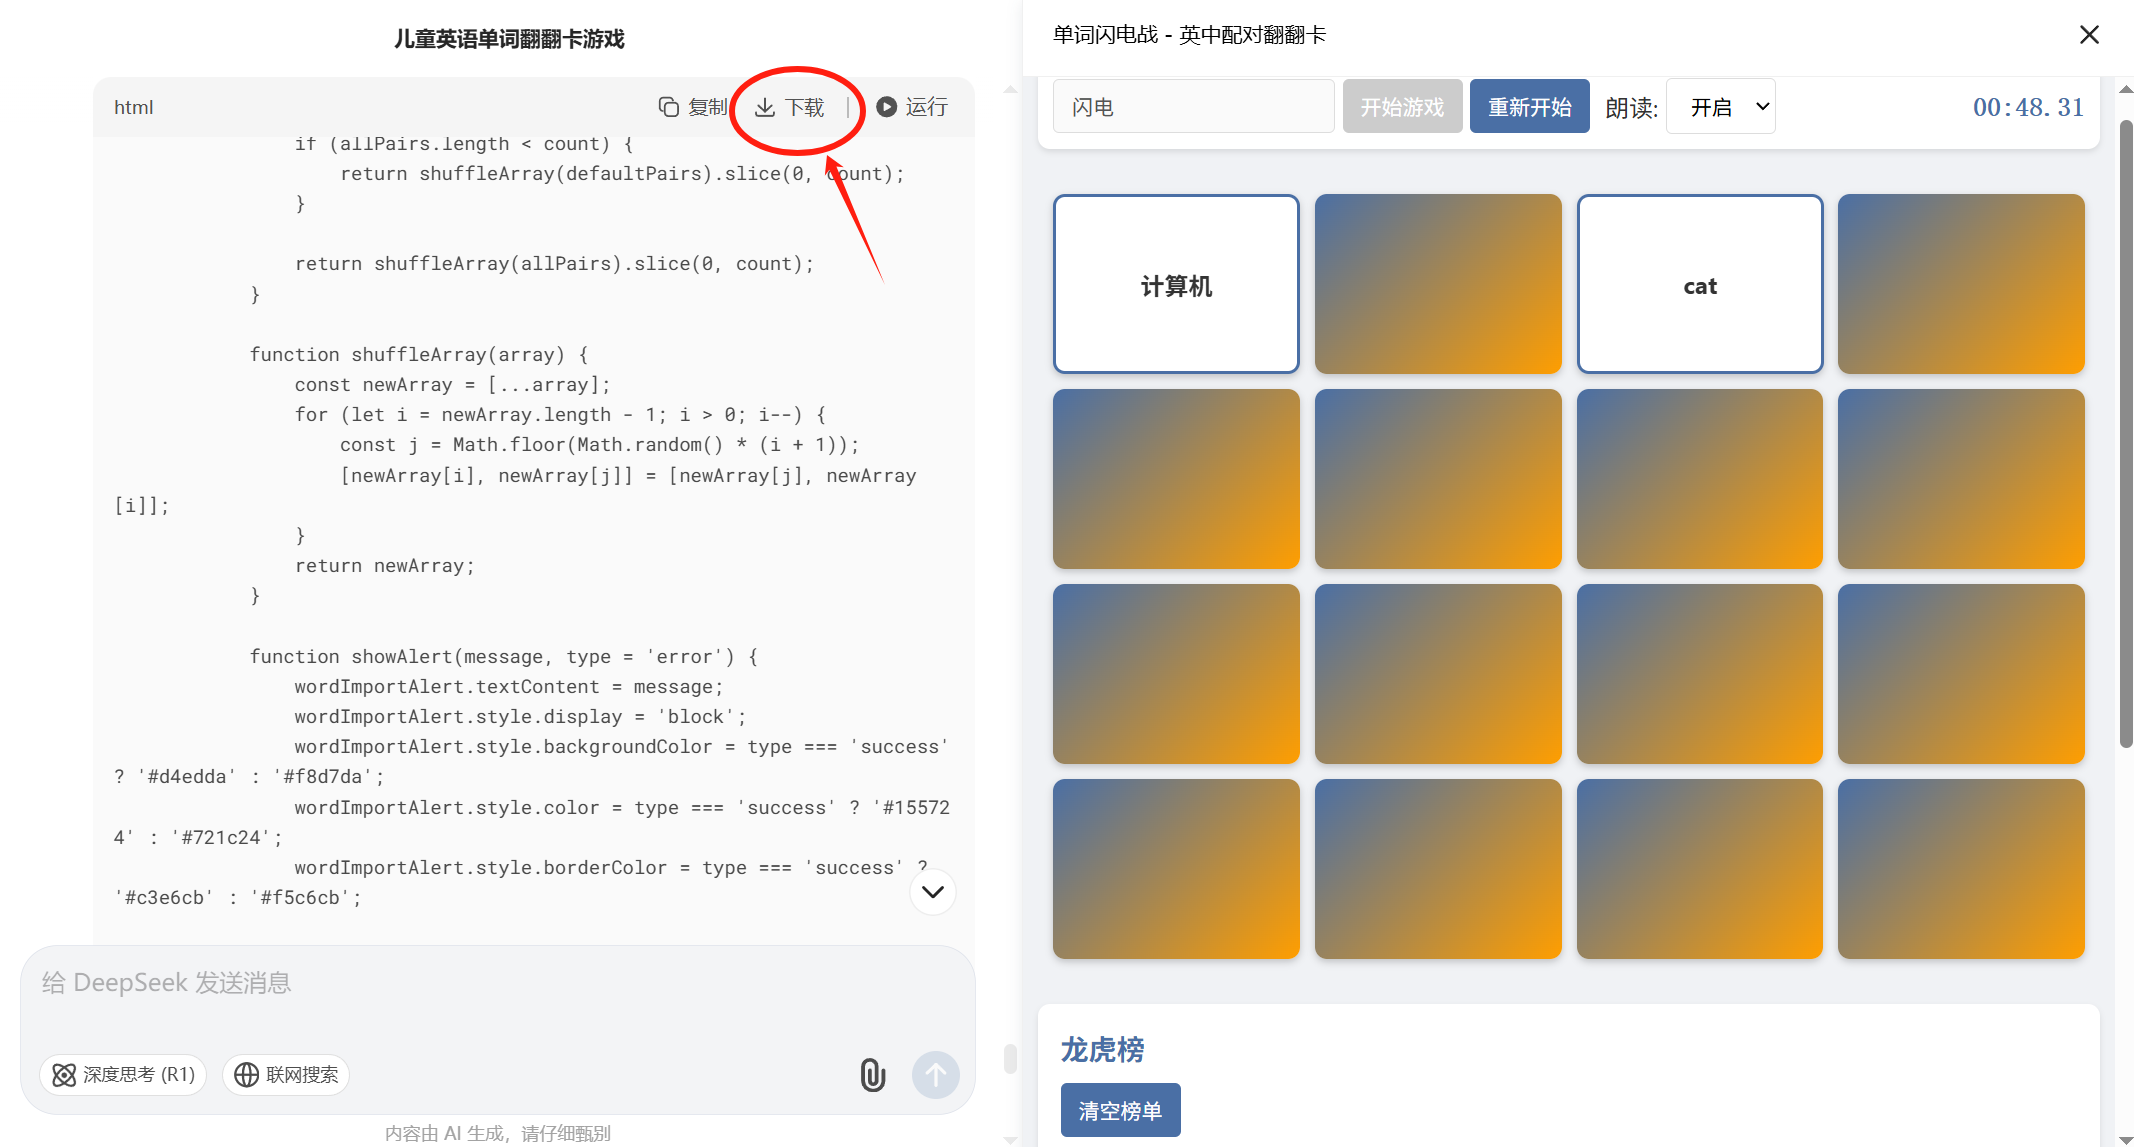 儿童英语单词翻翻卡游戏
html
复制
下载
运行
if (allPairs.length < count) {
return shuffleArray(defaultPairs).slice(0, count);
}
return shuffleArray(allPairs).slice(0, count);
}
function shuffleArray(array) {
const newArray = [...array];
for (let i = newArray.length - 1; i > 0; i--) {
const j = Math.floor(Math.random() * (i + 1));
[newArray[i], newArray[j]] = [newArray[j], newArray
[i]];
}
return newArray;
}
function showAlert(message, type = 'error') {
wordImportAlert.textContent = message;
wordImportAlert.style.display = 'block';
wordImportAlert.style.backgroundColor = type === 'success'
? '#d4edda' : '#f8d7da';
wordImportAlert.style.color = type === 'success' ? '#15572
4' : '#721c24';
wordImportAlert.style.borderColor = type === 'success' ?
'#c3e6cb' : '#f5c6cb';
给 DeepSeek 发送消息
深度思考 (R1)
联网搜索
内容由 AI 生成，请仔细甄别
单词闪电战 - 英中配对翻翻卡
闪电
开始游戏
重新开始
朗读:
开启
00:48.31
计算机
cat
龙虎榜
清空榜单